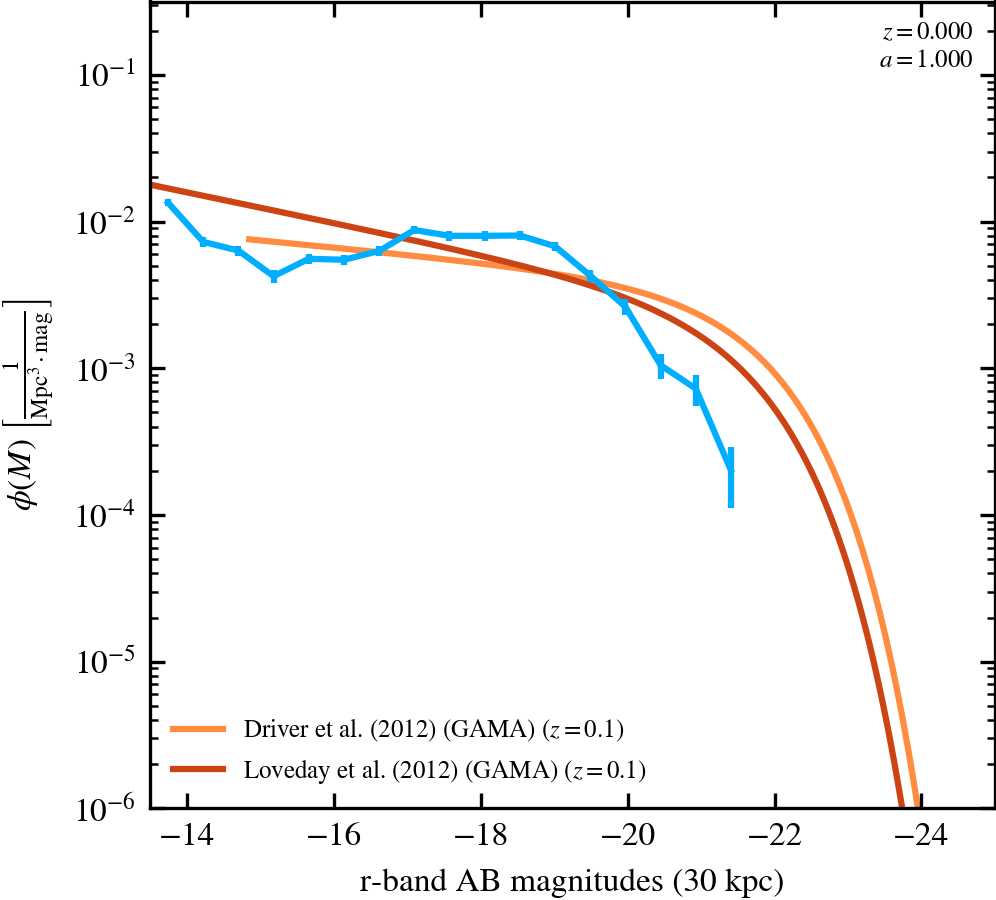 z = 0.000
a = 1.000
10⁻¹
10⁻²
10⁻³
10⁻⁴
10⁻⁵
10⁻⁶
ϕ(M) [1/(Mpc³ · mag)]
Driver et al. (2012) (GAMA) (z = 0.1)
Loveday et al. (2012) (GAMA) (z = 0.1)
−14 −16 −18 −20 −22 −24
r-band AB magnitudes (30 kpc)